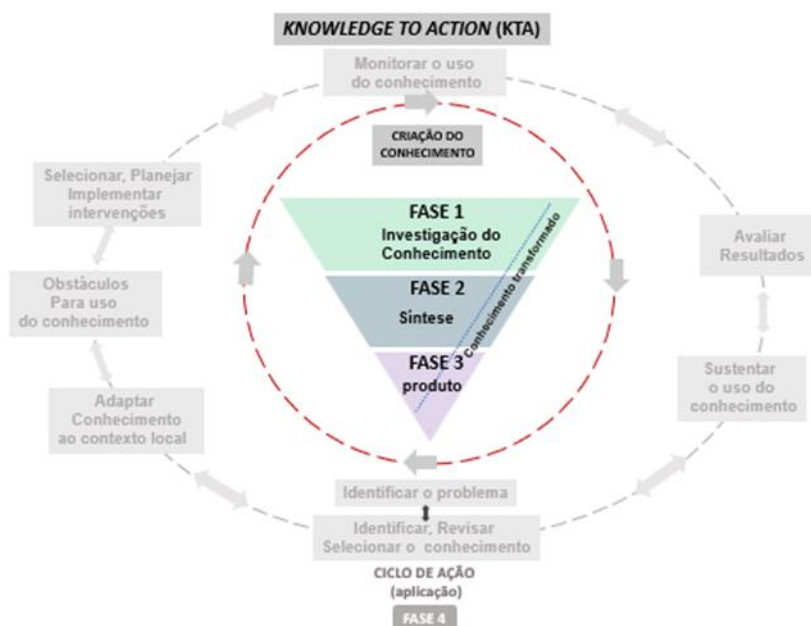 KNOWLEDGE TO ACTION (KTA)
Monitorar o uso
do conhecimento
CRIAÇÃO DO
CONHECIMENTO
Selecionar, Planejar
Implementar
intervenções
FASE 1
Investigação do
Conhecimento
Conhecimento transformado
Avaliar
Resultados
Obstáculos
Para uso
do conhecimento
FASE 2
Síntese
FASE 3
produto
Sustentar
o uso do
conhecimento
Adaptar
Conhecimento
ao contexto local
Identificar o problema
Identificar, Revisar
Selecionar o conhecimento
CICLO DE AÇÃO
(aplicação)
FASE 4